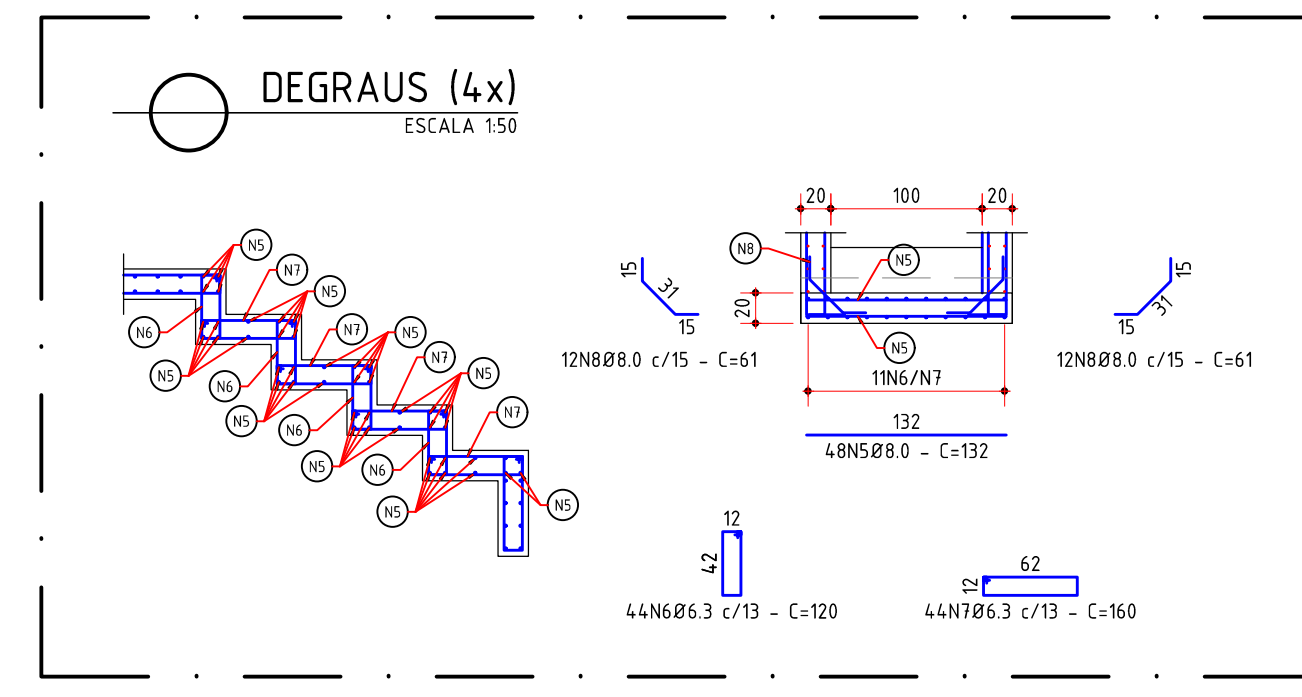 DEGRAUS (4x)
ESCALA 1:50
20 100 20
N5
N8
N5
N7
N5
15
31
15
15
31
15
N5
N7
N5
20
N6
N7
N5
12N8Ø8.0 c/15 - C=61
12N8Ø8.0 c/15 - C=61
N5
N6
N5
11N6/N7
N7
N5
N6
132
48N5Ø8.0 - C=132
N5
N6
N5
N5
12
42
62
12
44N6Ø6.3 c/13 - C=120
44N7Ø6.3 c/13 - C=160